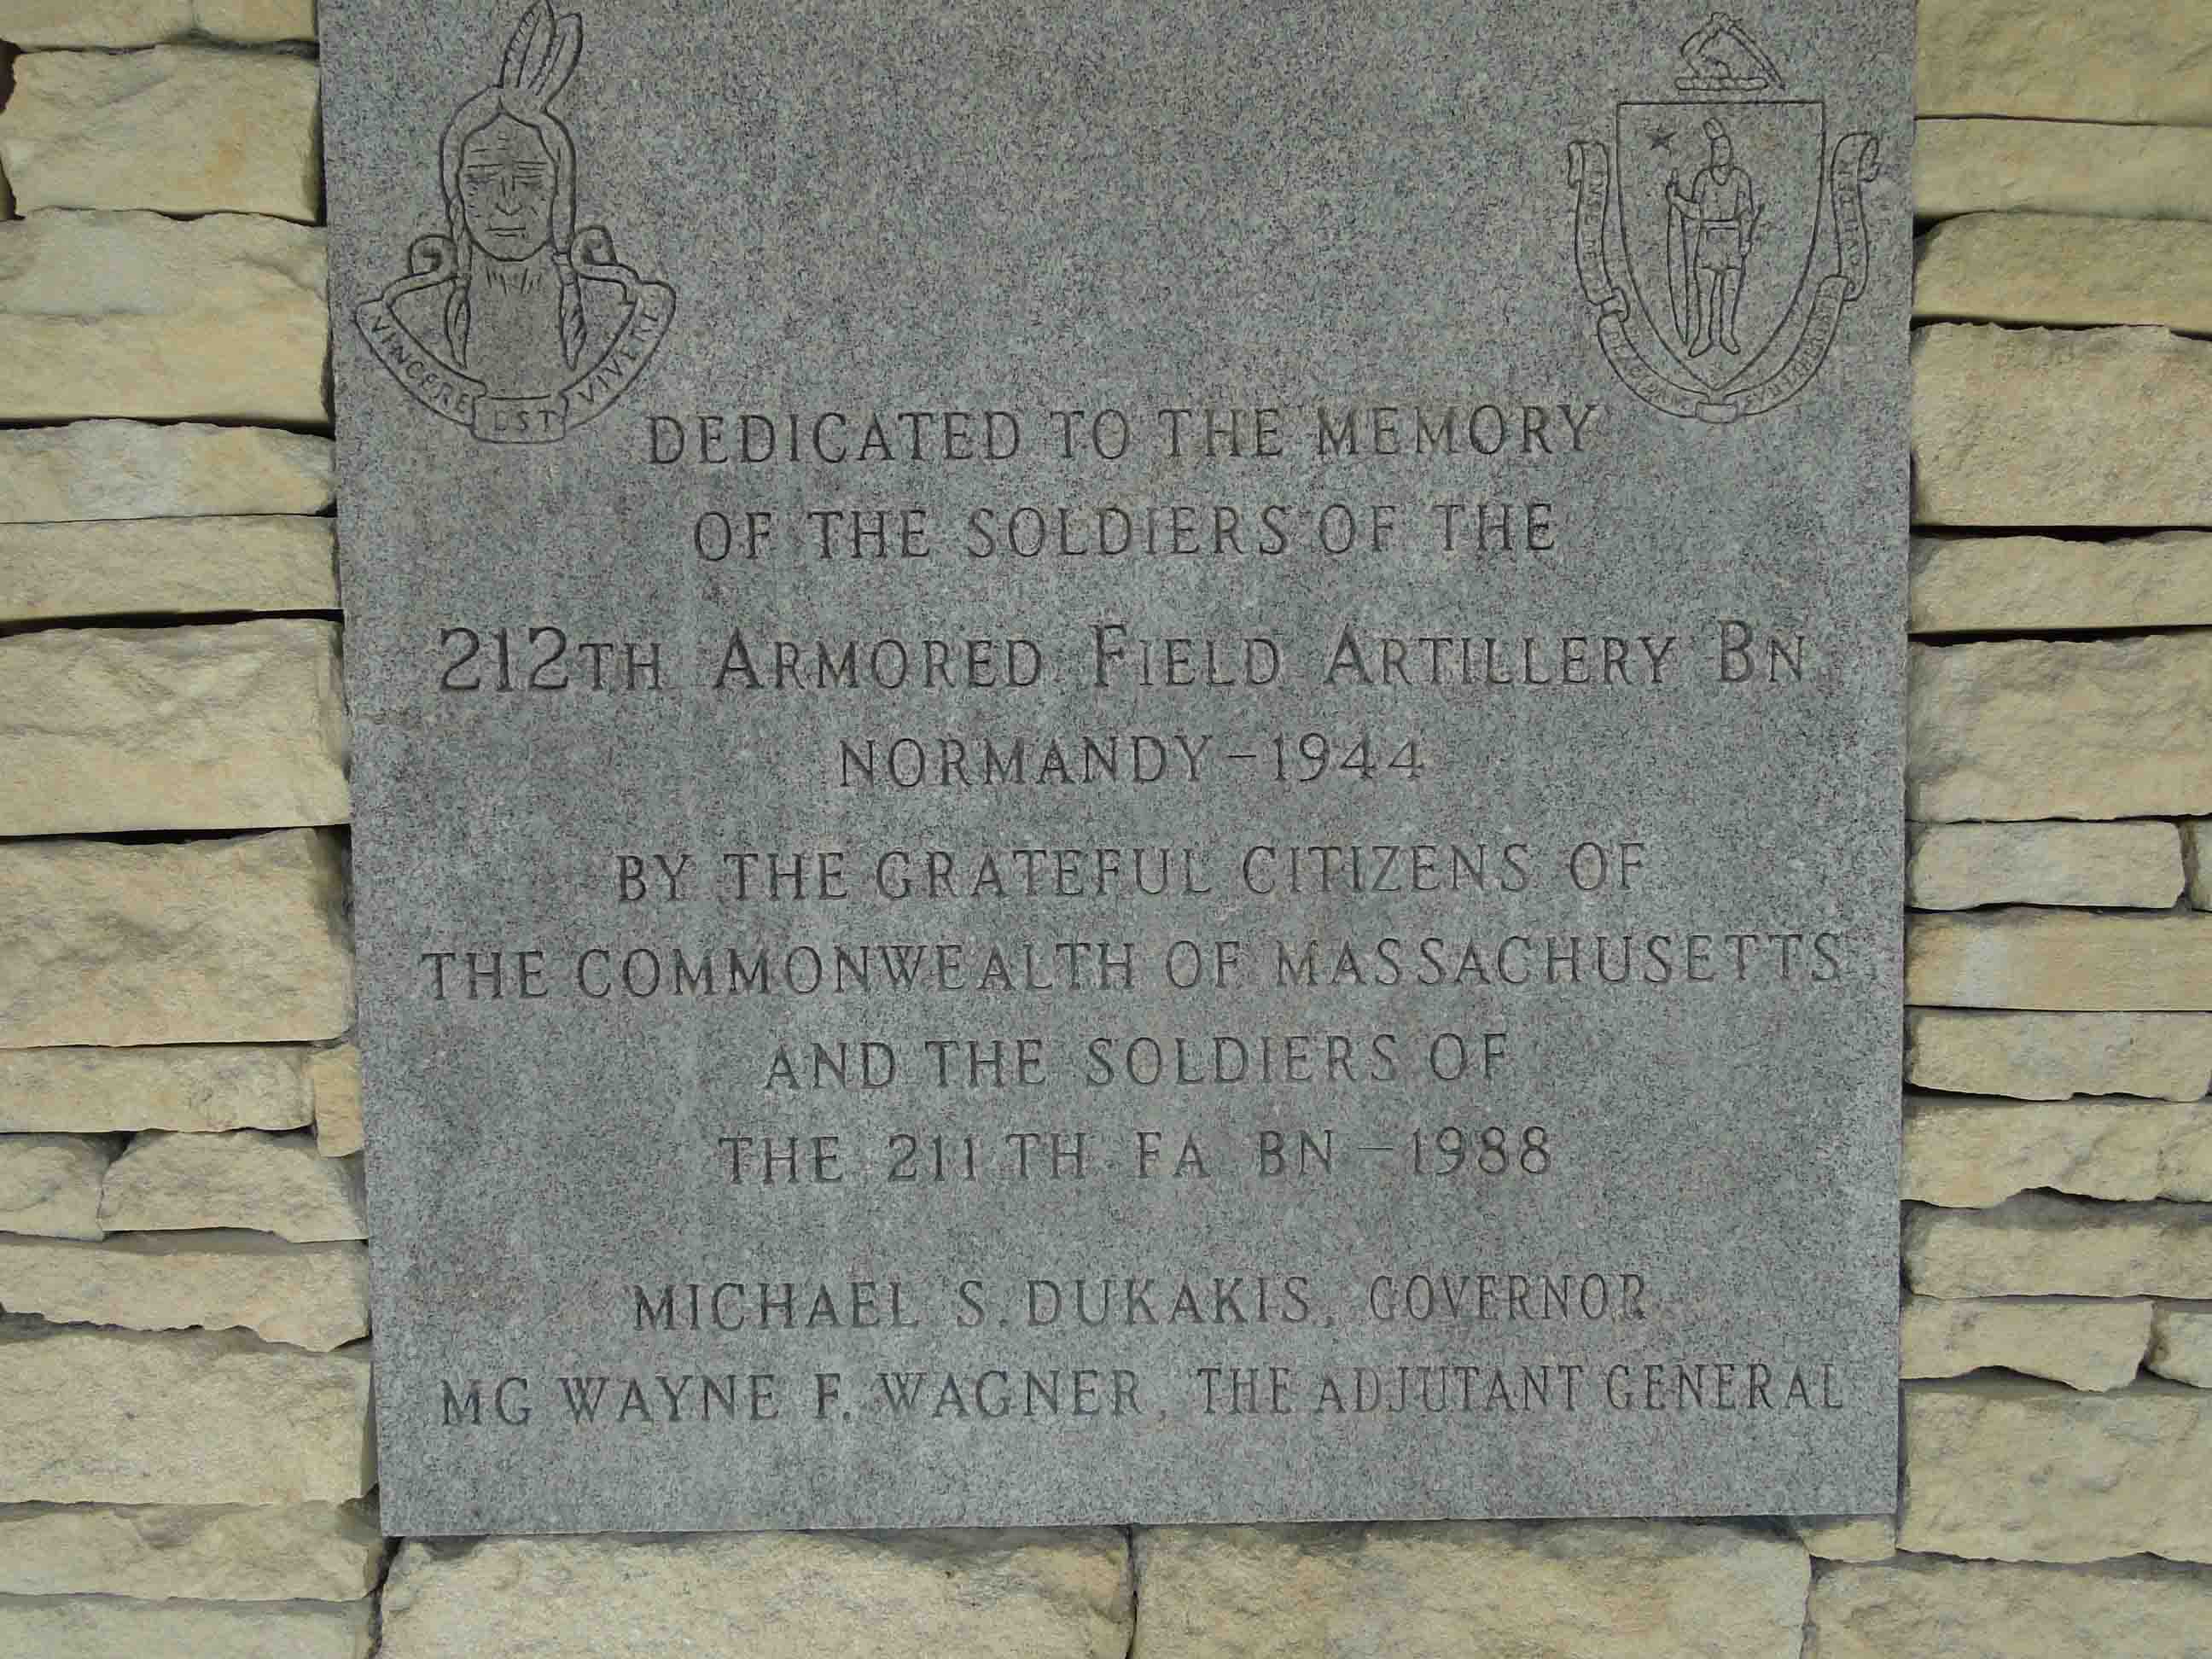 VINCERE EST VIVERE
DEDICATED TO THE MEMORY
OF THE SOLDIERS OF THE
212TH ARMORED FIELD ARTILLERY BN
NORMANDY-1944
BY THE GRATEFUL CITIZENS OF
THE COMMONWEALTH OF MASSACHUSETTS
AND THE SOLDIERS OF
THE 211TH FA BN-1988
MICHAEL S. DUKAKIS, GOVERNOR
MG WAYNE F. WAGNER, THE ADJUTANT GENERAL